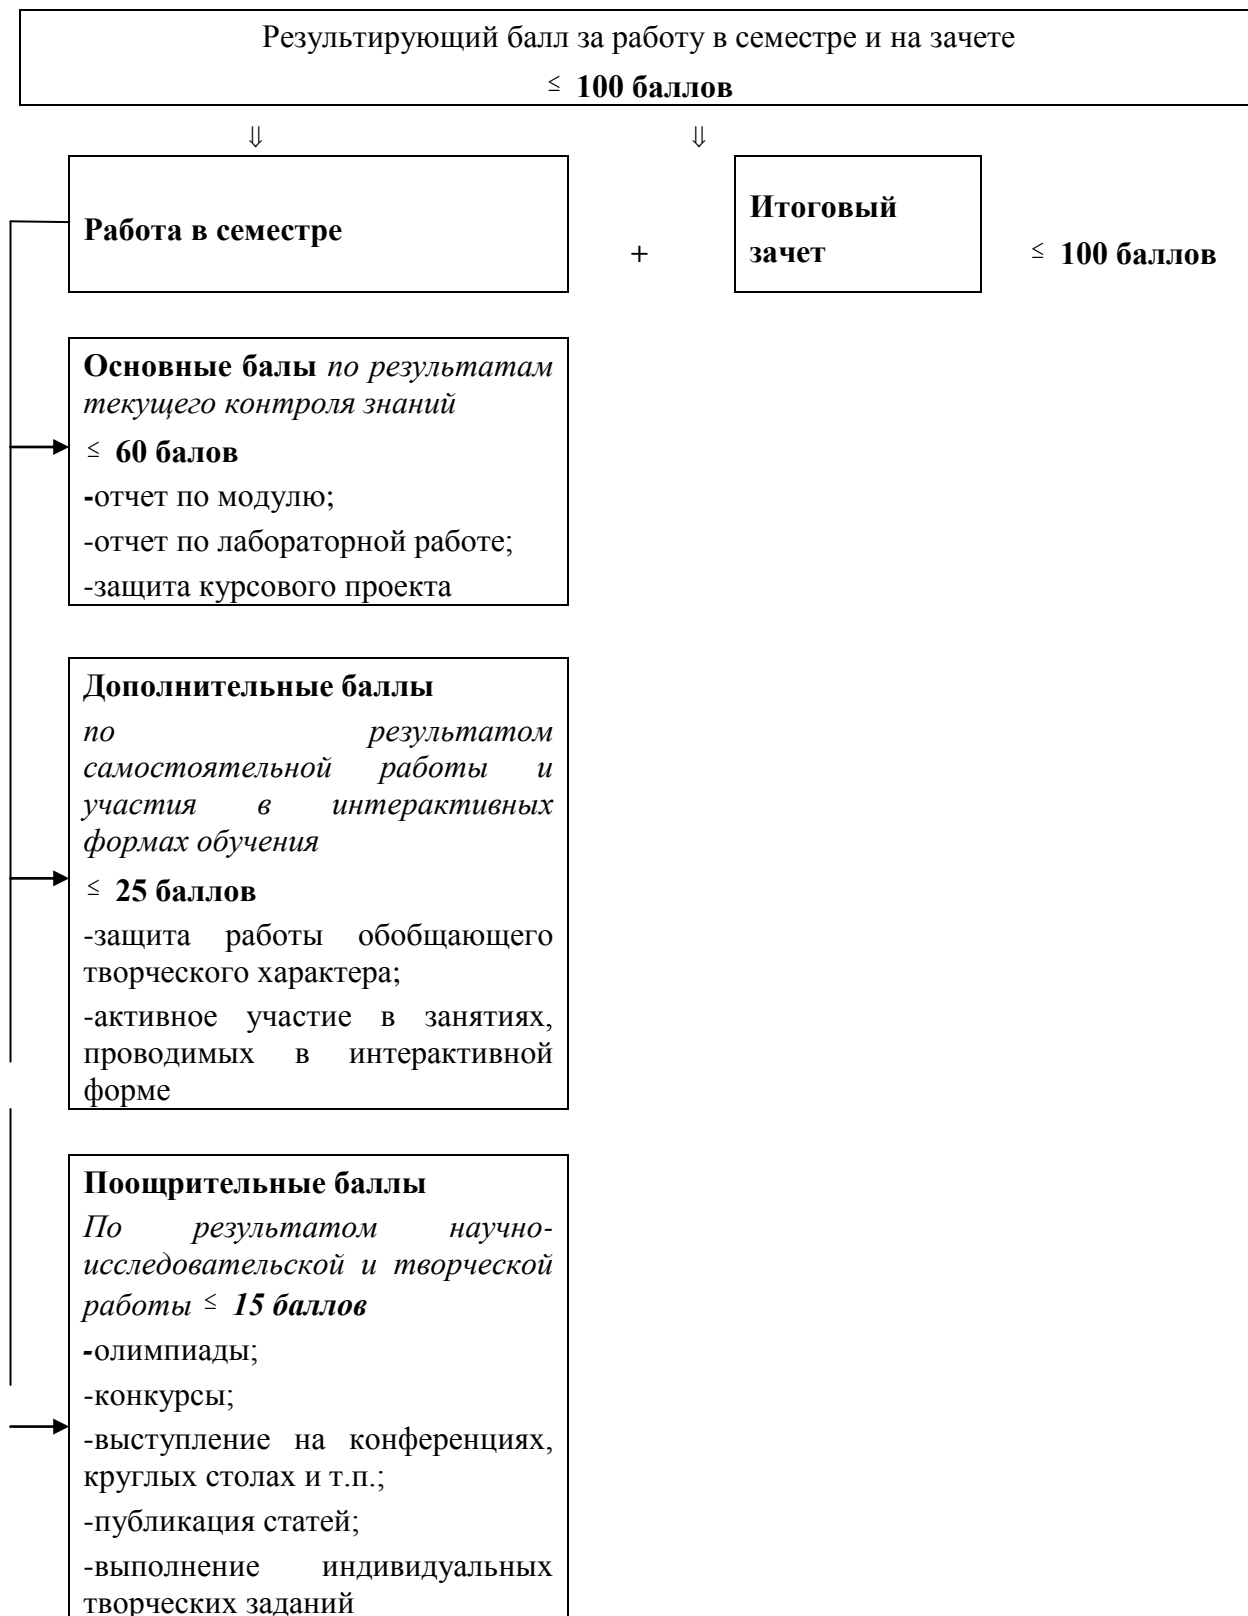 Результирующий балл за работу в семестре и на зачете
≤ 100 баллов
⇓ ⇓
Работа в семестре
+
Итоговый
зачет
≤ 100 баллов
Основные балы по результатам
текущего контроля знаний
≤ 60 балов
-отчет по модулю;
-отчет по лабораторной работе;
-защита курсового проекта
Дополнительные баллы
по результатом
самостоятельной работы и
участия в интерактивных
формах обучения
≤ 25 баллов
-защита работы обобщающего
творческого характера;
-активное участие в занятиях,
проводимых в интерактивной
форме
Поощрительные баллы
По результатом научно-
исследовательской и творческой
работы ≤ 15 баллов
-олимпиады;
-конкурсы;
-выступление на конференциях,
круглых столах и т.п.;
-публикация статей;
-выполнение индивидуальных
творческих заданий